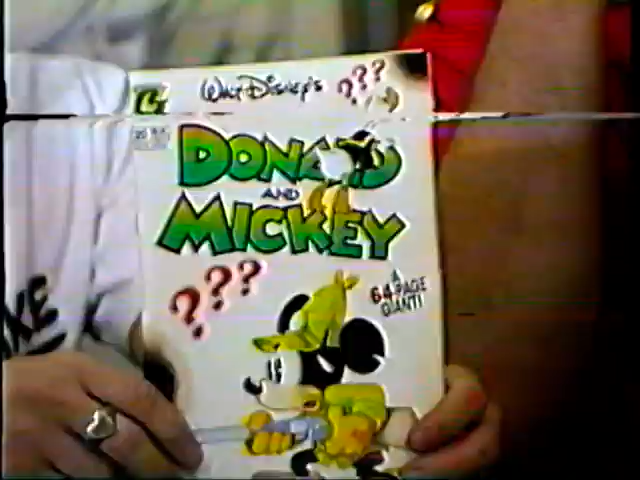 WALT DISNEY'S ???
G
DONALD
AND
MICKEY
???
A
64 PAGE
GIANT!